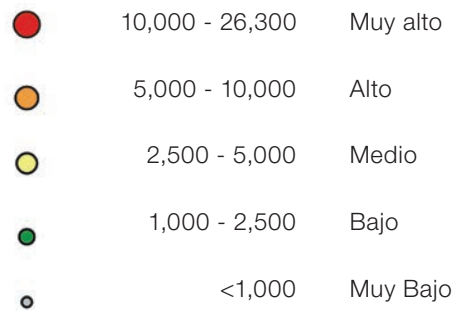 10,000 - 26,300 Muy alto
5,000 - 10,000 Alto
2,500 - 5,000 Medio
1,000 - 2,500 Bajo
<1,000 Muy Bajo